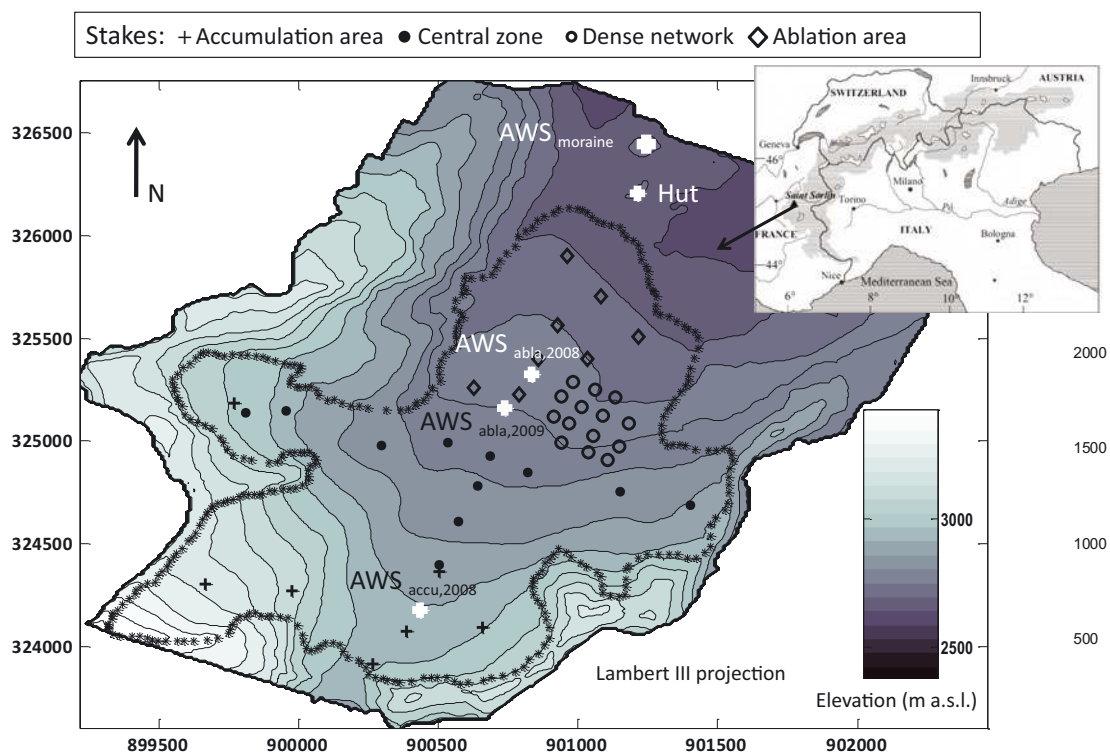 Stakes: + Accumulation area ● Central zone o Dense network ◇ Ablation area
326500
326000
325500
325000
324500
324000
N
AWS moraine
Hut
AWS abla,2008
AWS abla,2009
AWS accu,2008
Lambert III projection
899500 900000 900500 901000 901500 902000
SWITZERLAND
Innsbruck
AUSTRIA
Geneva
46°
Saint Sorlin
Torino
Milano
Pô
Adige
FRANCE
ITALY
Bologna
44°
Nice
Mediterranean Sea
6° 8° 10° 12°
2000
1500
1000
500
3000
2500
Elevation (m a.s.l.)